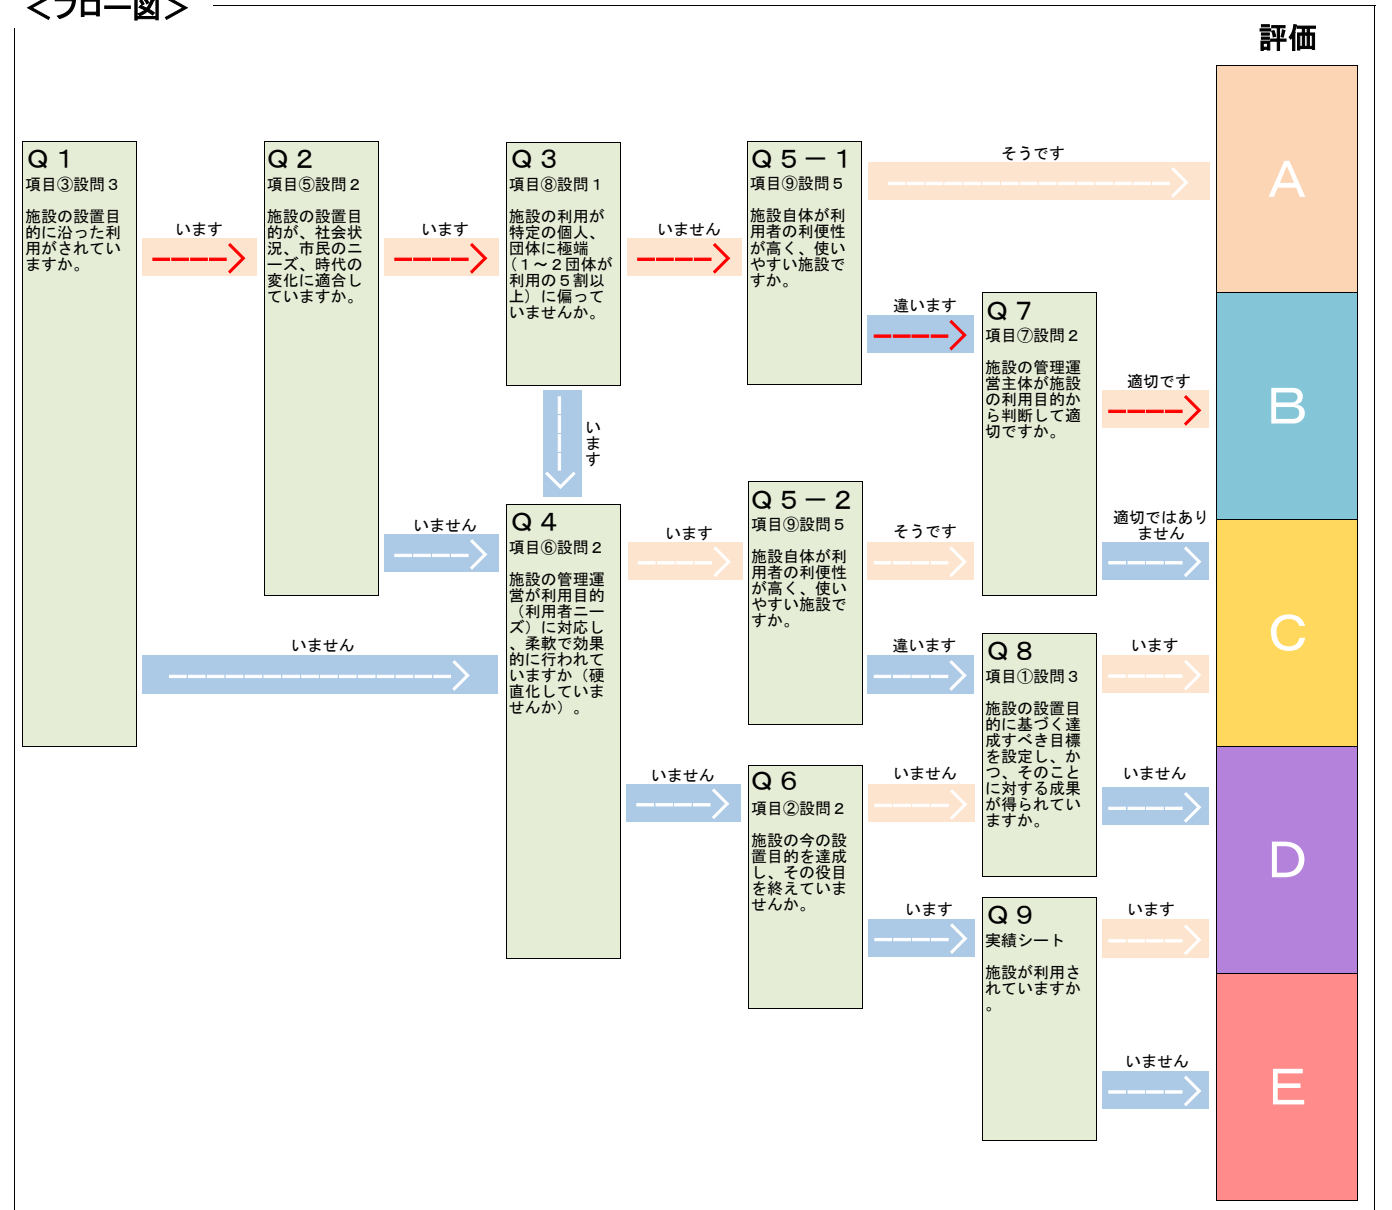 ＜フロー図＞
評価
Ｑ１
項目③設問３
施設の設置目
的に沿った利
用がされてい
ますか。
います
いません
Ｑ２
項目⑤設問２
施設の設置目
的が、社会状
況、市民のニ
ーズ、時代の
変化に適合し
ていますか。
います
いません
Ｑ３
項目⑧設問１
施設の利用が
特定の個人、
団体に極端
（１～２団体が
利用の５割以
上）に偏って
いませんか。
いません
います
Ｑ４
項目⑥設問２
施設の管理運
営が利用目的
（利用者ニー
ズ）に対応し
、柔軟で効果
的に行われて
いますか（硬
直化していま
せんか）。
います
いません
Ｑ５－１
項目⑨設問５
施設自体が利
用者の利便性
が高く、使い
やすい施設で
すか。
そうです
違います
Ｑ５－２
項目⑨設問５
施設自体が利
用者の利便性
が高く、使い
やすい施設で
すか。
そうです
違います
Ｑ６
項目②設問２
施設の今の設
置目的を達成
し、その役目
を終えていま
せんか。
いません
います
Ｑ７
項目⑦設問２
施設の管理運
営主体が施設
の利用目的か
ら判断して適
切ですか。
適切です
適切ではあり
ません
Ｑ８
項目①設問３
施設の設置目
的に基づく達
成すべき目標
を設定し、か
つ、そのこと
に対する成果
が得られてい
ますか。
います
いません
Ｑ９
実績シート
施設が利用さ
れていますか
。
います
いません
Ａ
Ｂ
Ｃ
Ｄ
Ｅ